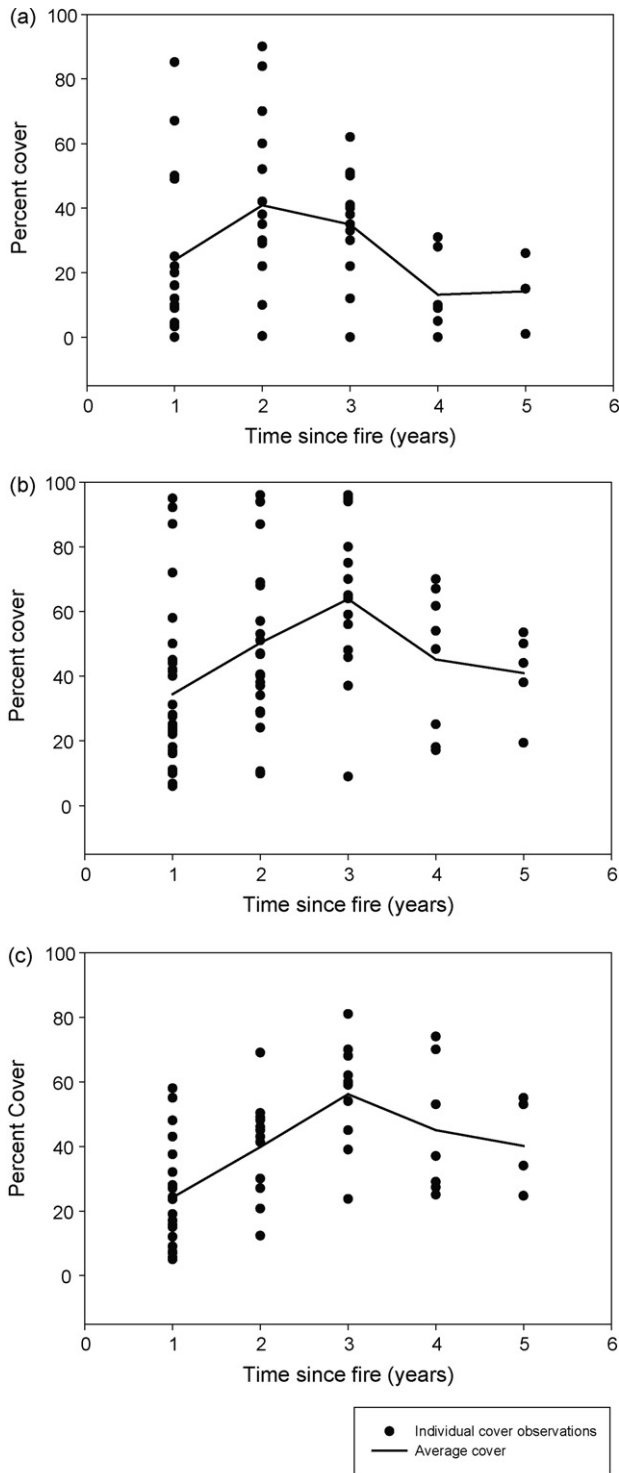 (a)
100
80
60
40
20
0
Percent cover
0 1 2 3 4 5 6
Time since fire (years)
(b)
100
80
60
40
20
0
Percent cover
0 1 2 3 4 5 6
Time since fire (years)
(c)
100
80
60
40
20
0
Percent Cover
0 1 2 3 4 5 6
Time since fire (years)
Individual cover observations
Average cover